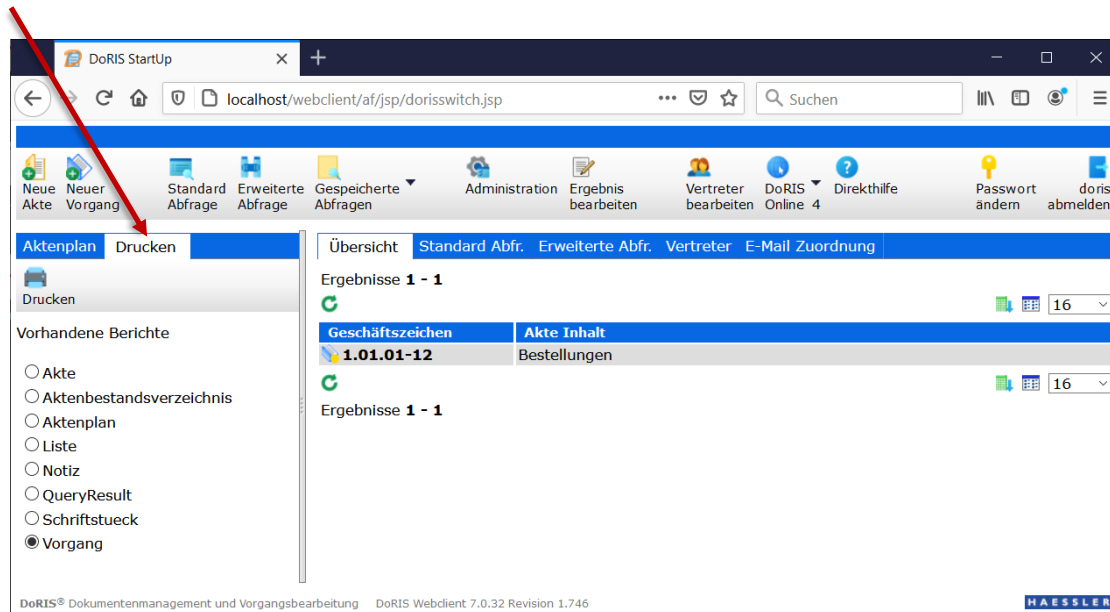 DoRIS StartUp
localhost/webclient/af/jsp/dorisswitch.jsp
Suchen
Neue Akte
Neuer Vorgang
Standard Abfrage
Erweiterte Abfrage
Gespeicherte Abfragen
Administration
Ergebnis bearbeiten
Vertreter bearbeiten
DoRIS Online 4
Direkthilfe
Passwort ändern
doris abmelden
Aktenplan Drucken
Drucken
Vorhandene Berichte
Akte
Aktenbestandsverzeichnis
Aktenplan
Liste
Notiz
QueryResult
Schriftstueck
Vorgang
Übersicht Standard Abfr. Erweiterte Abfr. Vertreter E-Mail Zuordnung
Ergebnisse 1 - 1
16
Geschäftszeichen Akte Inhalt
1.01.01-12 Bestellungen
16
Ergebnisse 1 - 1
DoRIS® Dokumentenmanagement und Vorgangsbearbeitung DoRIS Webclient 7.0.32 Revision 1.746
HAESSLER